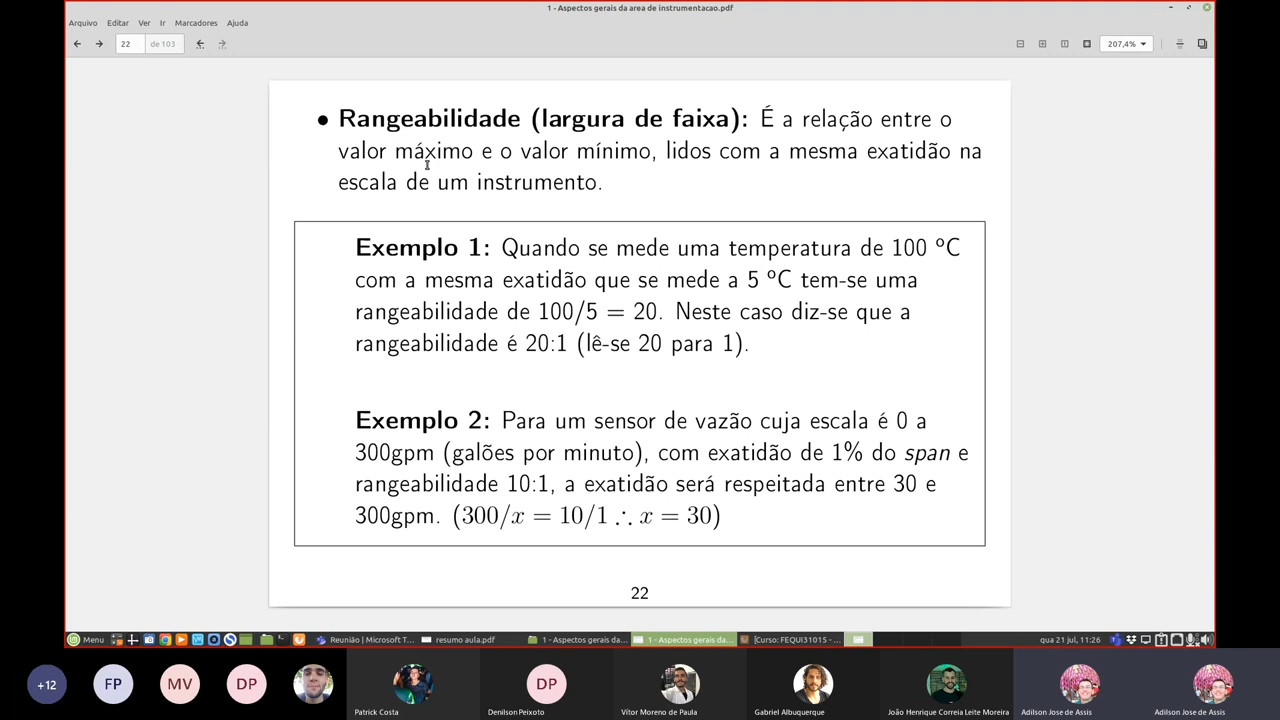 1 - Aspectos gerais da area de instrumentacao.pdf
Arquivo Editar Ver Ir Marcadores Ajuda
22 de 103 207,4%
• Rangeabilidade (largura de faixa): É a relação entre o
valor máximo e o valor mínimo, lidos com a mesma exatidão na
escala de um instrumento.
Exemplo 1: Quando se mede uma temperatura de 100 ºC
com a mesma exatidão que se mede a 5 ºC tem-se uma
rangeabilidade de 100/5 = 20. Neste caso diz-se que a
rangeabilidade é 20:1 (lê-se 20 para 1).
Exemplo 2: Para um sensor de vazão cuja escala é 0 a
300gpm (galões por minuto), com exatidão de 1% do span e
rangeabilidade 10:1, a exatidão será respeitada entre 30 e
300gpm. (300/x = 10/1 ∴ x = 30)
22
Menu Reunião | Microsoft T... resumo aula.pdf 1 - Aspectos gerais da... 1 - Aspectos gerais da... [Curso: FEQUI31015 - ... qua 21 jul, 11:26
+12 FP MV DP DP
Patrick Costa Denilson Peixoto Vítor Moreno de Paula Gabriel Albuquerque João Henrique Correia Leite Moreira Adilson Jose de Assis Adilson Jose de Assis